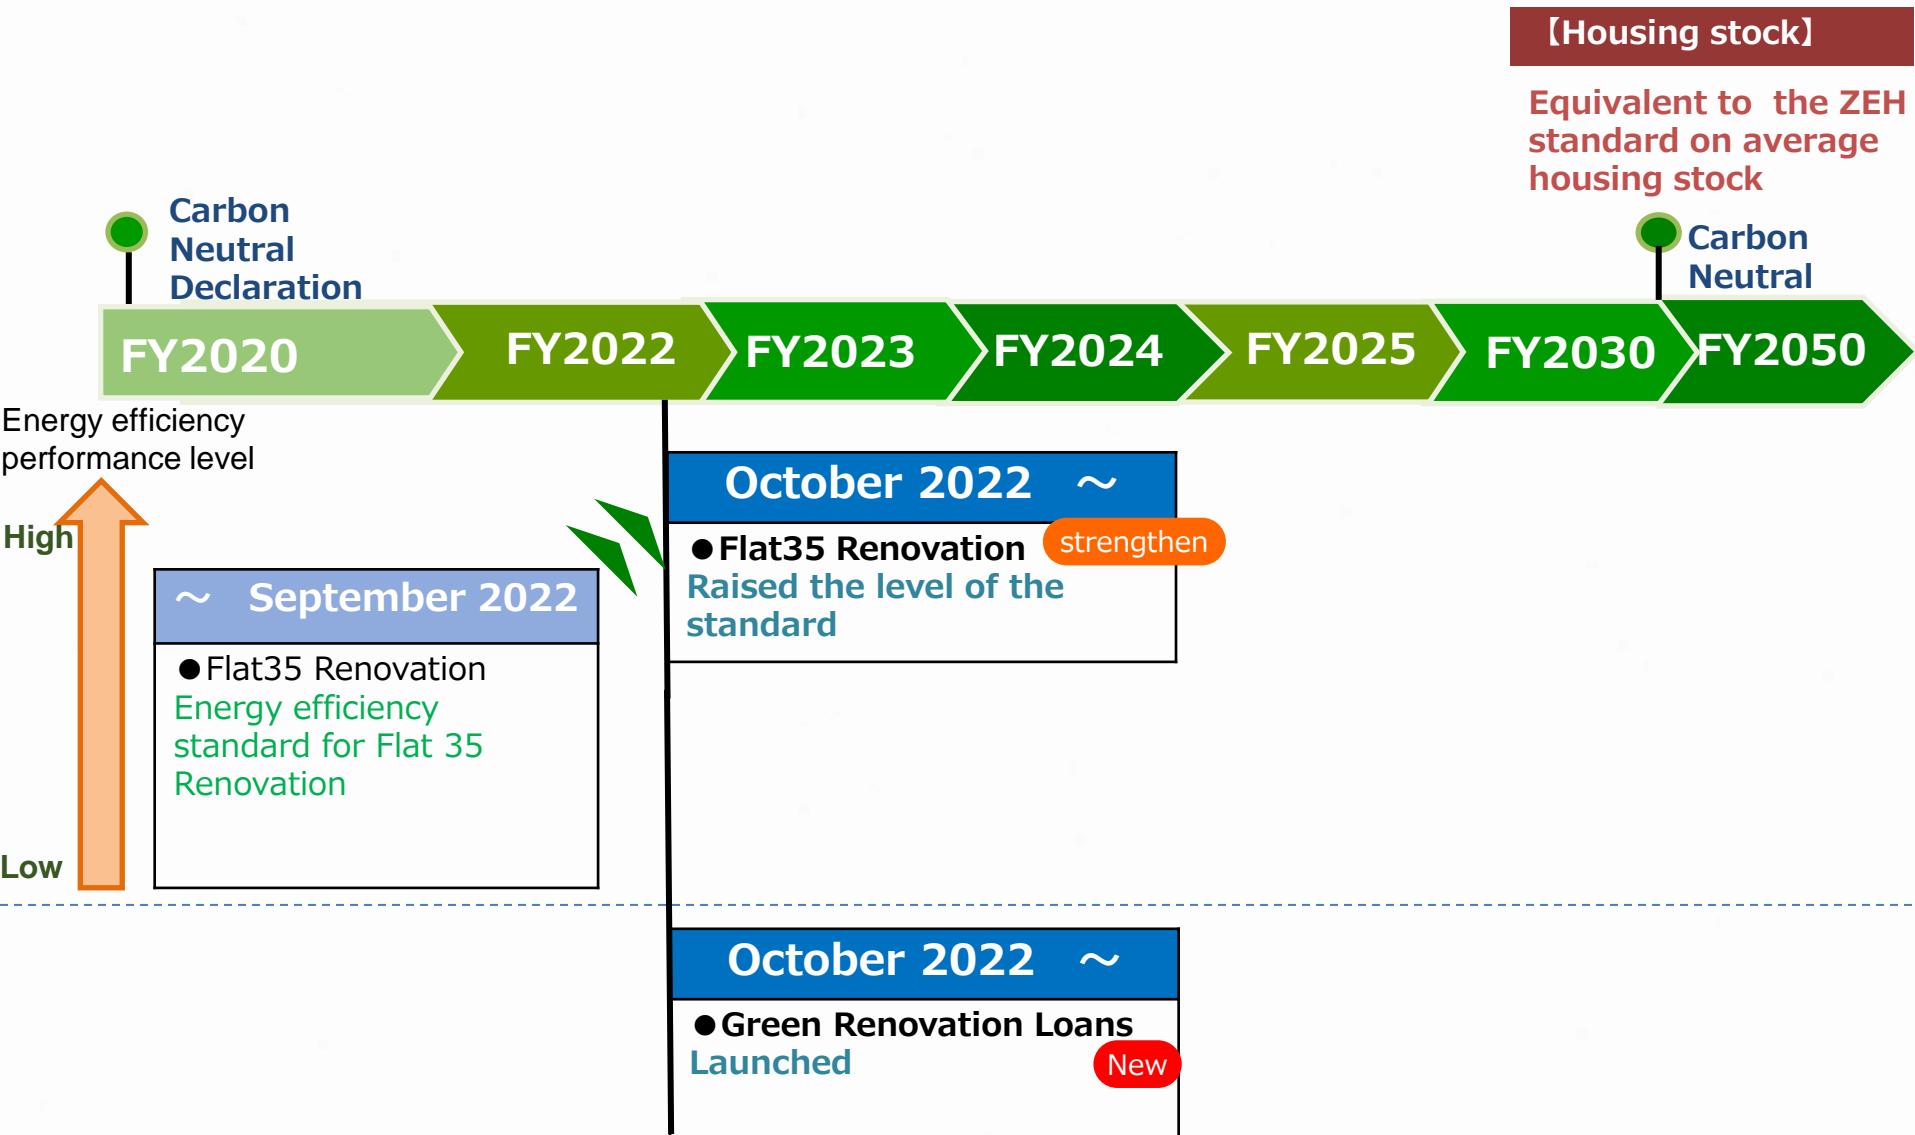 【Housing stock】
Equivalent to the ZEH
standard on average
housing stock
Carbon
Neutral
Declaration
Carbon
Neutral
FY2020
FY2022
FY2023
FY2024
FY2025
FY2030
FY2050
Energy efficiency
performance level
High
Low
～ September 2022
●Flat35 Renovation
Energy efficiency
standard for Flat 35
Renovation
October 2022 ～
●Flat35 Renovation
strengthen
Raised the level of the
standard
October 2022 ～
●Green Renovation Loans
Launched
New